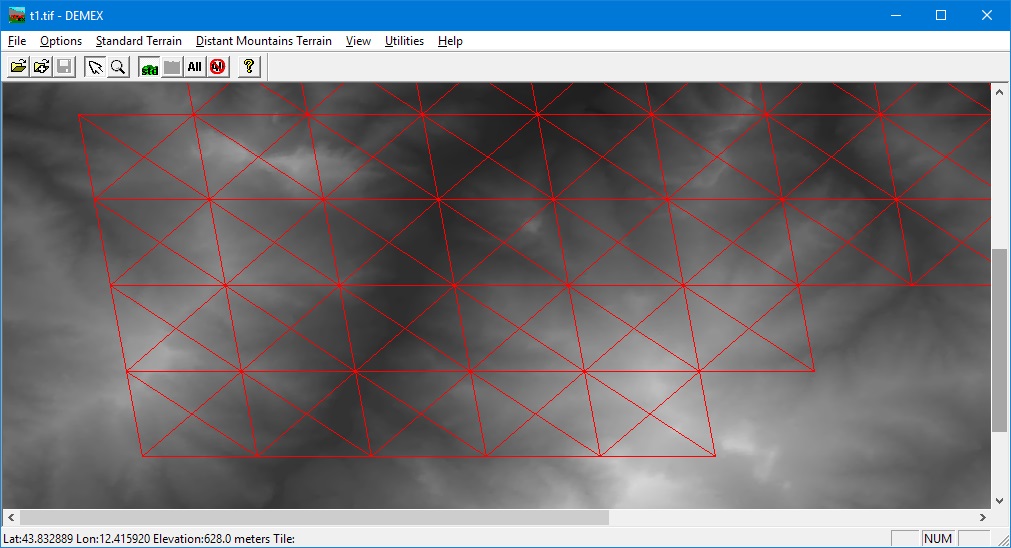 t1.tif - DEMEX
File Options Standard Terrain Distant Mountains Terrain View Utilities Help
std All All ?
Lat:43.832889 Lon:12.415920 Elevation:628.0 meters Tile: NUM